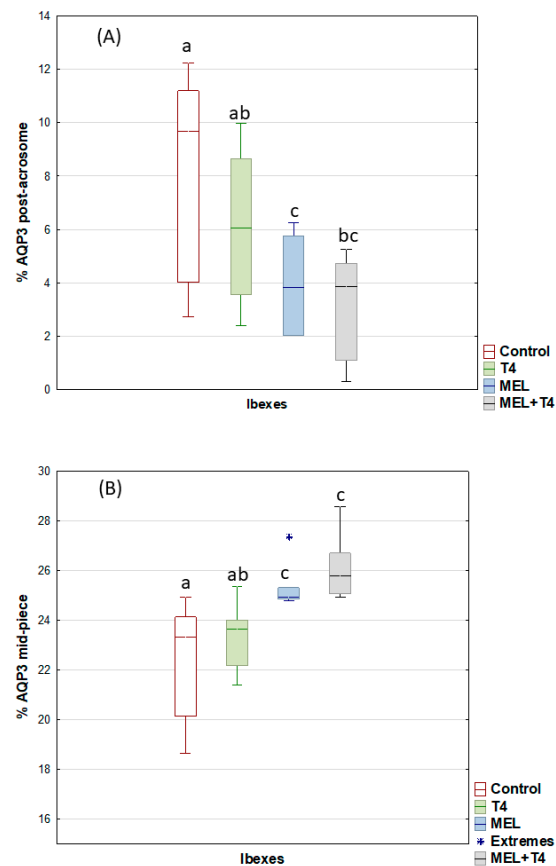 (A)
14
12
10
8
6
4
2
0
% AQP3 post-acrosome
a
ab
c
bc
Ibexes
Control
T4
MEL
MEL+T4
(B)
30
28
26
24
22
20
18
16
% AQP3 mid-piece
a
ab
c
c
Ibexes
Control
T4
MEL
Extremes
MEL+T4